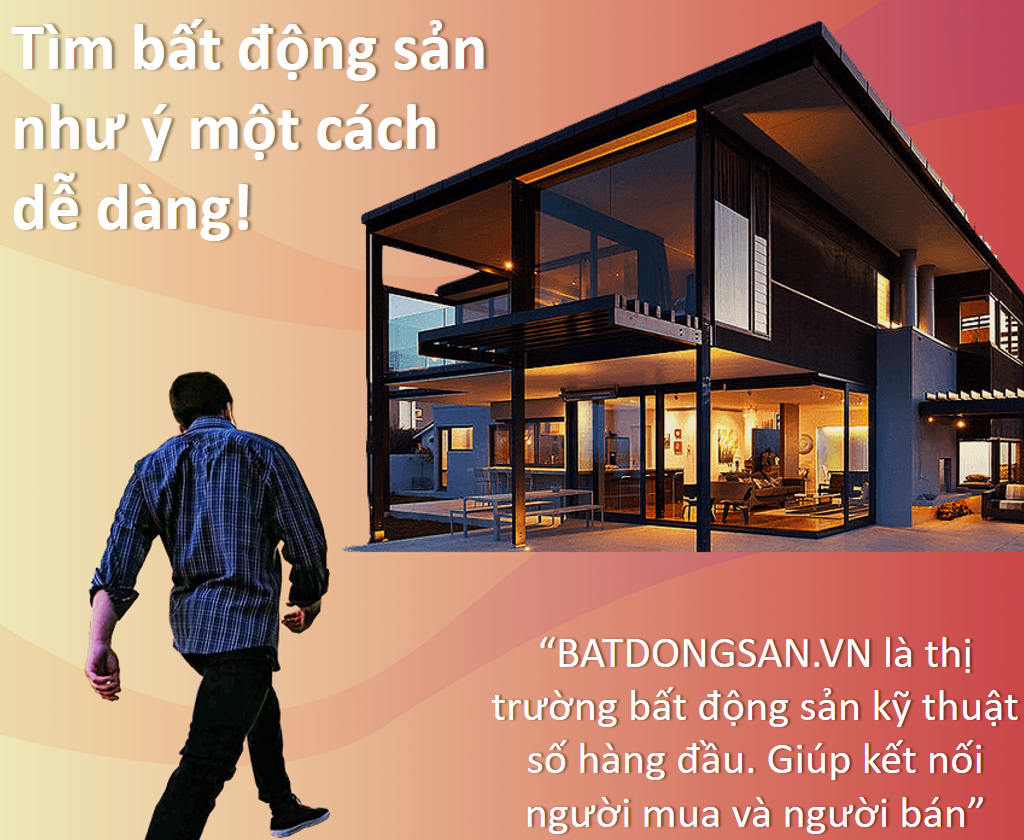 Tìm bất động sản
như ý một cách
dễ dàng!
“BATDONGSAN.VN là thị
trường bất động sản kỹ thuật
số hàng đầu. Giúp kết nối
người mua và người bán”